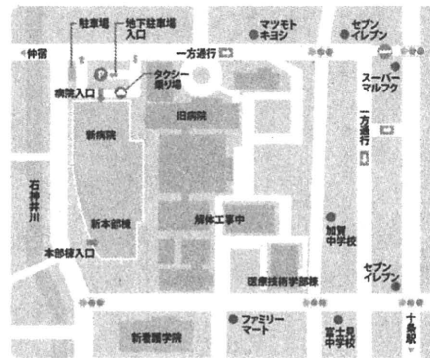 駐車場
地下駐車場
入口
マツモト
キヨシ
セブン
イレブン
仲宿
一方通行
P
病院入口
タクシー
乗り場
スーパー
マルフク
旧病院
一方通行
新病院
石神井川
新本部棟
解体工事中
加賀
中学校
本部棟入口
医療技術学部棟
セブン
イレブン
新看護学院
ファミリー
マート
富士見
中学校
十条駅